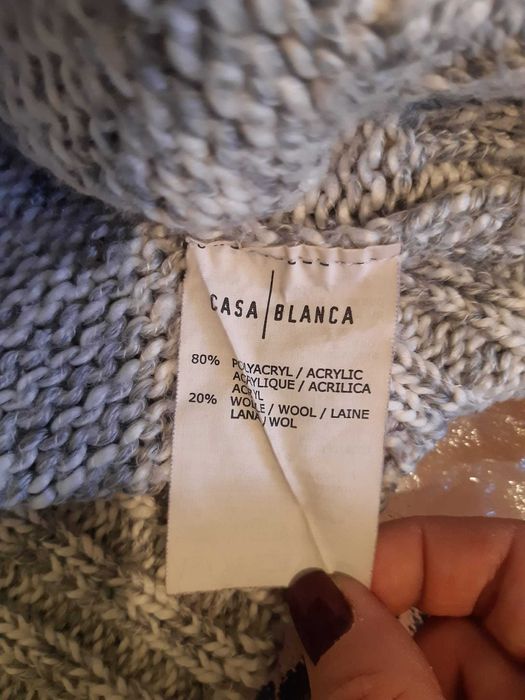 CASA BLANCA
80% POLYACRYL / ACRYLIC
ACRYLIQUE / ACRILICA
ACRYL
20% WOLLE / WOOL / LAINE
LANA / WOL